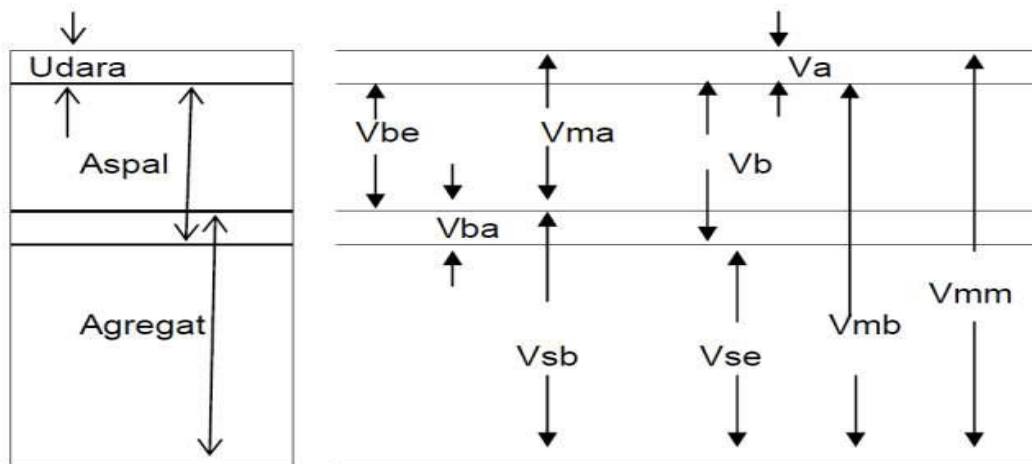 Udara
Va
Vbe
Vma
Aspal
Vb
Vba
Vmm
Agregat
Vmb
Vsb
Vse